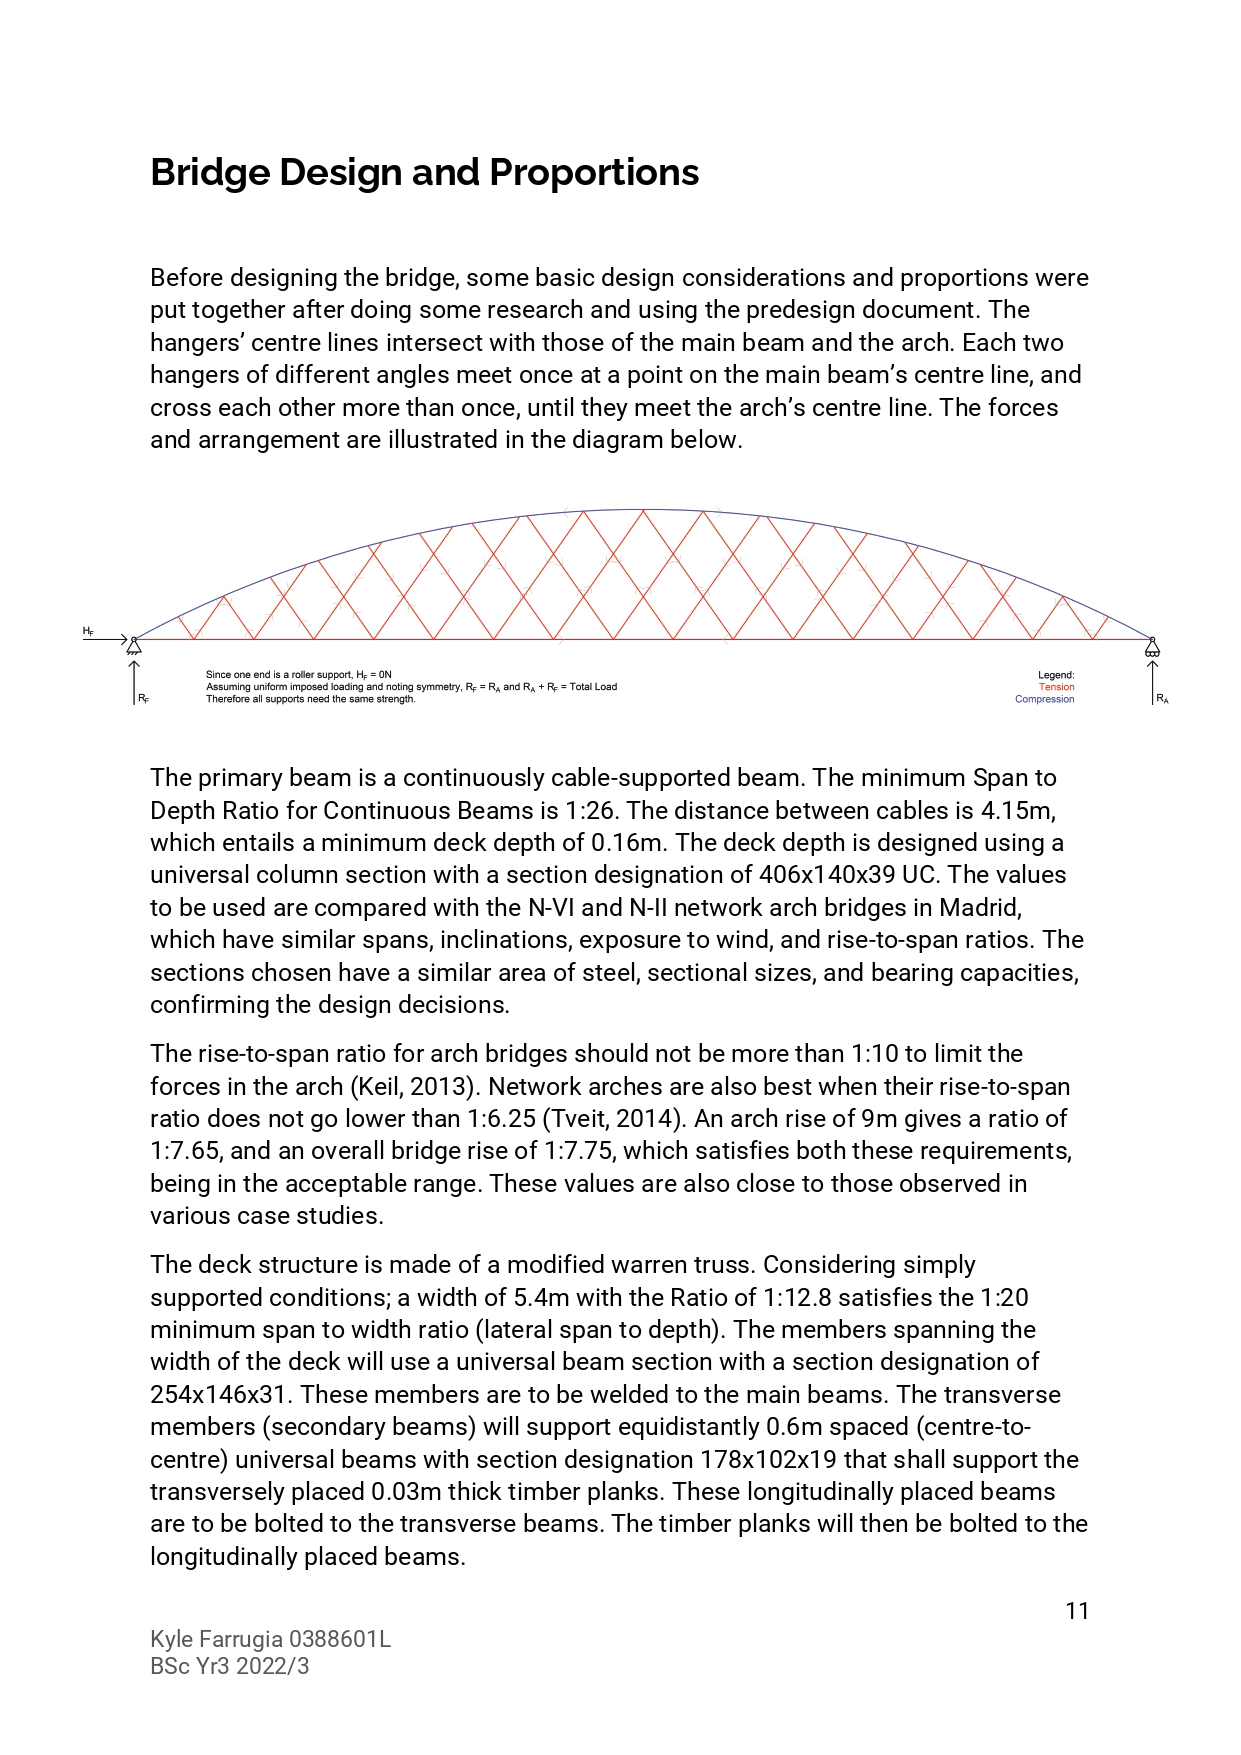 Bridge Design and Proportions
Before designing the bridge, some basic design considerations and proportions were
put together after doing some research and using the predesign document. The
hangers’ centre lines intersect with those of the main beam and the arch. Each two
hangers of different angles meet once at a point on the main beam’s centre line, and
cross each other more than once, until they meet the arch’s centre line. The forces
and arrangement are illustrated in the diagram below.
HF
RF
Since one end is a roller support, HF = 0N
Assuming uniform imposed loading and noting symmetry, RF = RA and RA + RF = Total Load
Therefore all supports need the same strength.
Legend:
Tension
Compression
RA
The primary beam is a continuously cable-supported beam. The minimum Span to
Depth Ratio for Continuous Beams is 1:26. The distance between cables is 4.15m,
which entails a minimum deck depth of 0.16m. The deck depth is designed using a
universal column section with a section designation of 406x140x39 UC. The values
to be used are compared with the N-VI and N-II network arch bridges in Madrid,
which have similar spans, inclinations, exposure to wind, and rise-to-span ratios. The
sections chosen have a similar area of steel, sectional sizes, and bearing capacities,
confirming the design decisions.
The rise-to-span ratio for arch bridges should not be more than 1:10 to limit the
forces in the arch (Keil, 2013). Network arches are also best when their rise-to-span
ratio does not go lower than 1:6.25 (Tveit, 2014). An arch rise of 9m gives a ratio of
1:7.65, and an overall bridge rise of 1:7.75, which satisfies both these requirements,
being in the acceptable range. These values are also close to those observed in
various case studies.
The deck structure is made of a modified warren truss. Considering simply
supported conditions; a width of 5.4m with the Ratio of 1:12.8 satisfies the 1:20
minimum span to width ratio (lateral span to depth). The members spanning the
width of the deck will use a universal beam section with a section designation of
254x146x31. These members are to be welded to the main beams. The transverse
members (secondary beams) will support equidistantly 0.6m spaced (centre-to-
centre) universal beams with section designation 178x102x19 that shall support the
transversely placed 0.03m thick timber planks. These longitudinally placed beams
are to be bolted to the transverse beams. The timber planks will then be bolted to the
longitudinally placed beams.
11
Kyle Farrugia 0388601L
BSc Yr3 2022/3